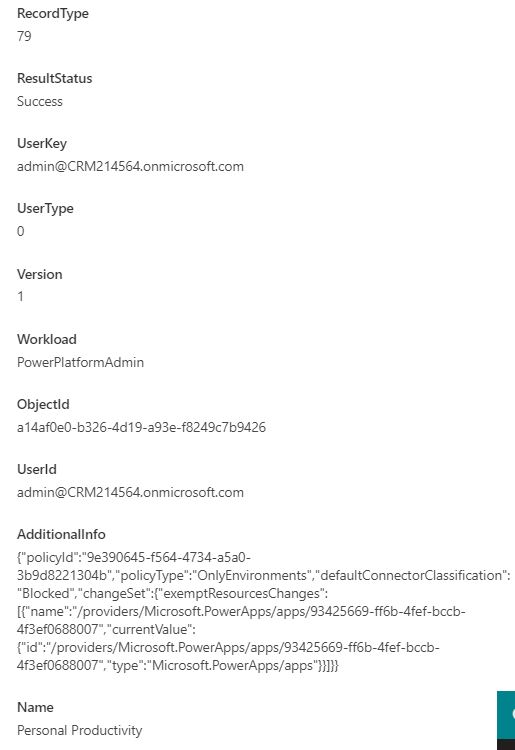 RecordType
79
ResultStatus
Success
UserKey
admin@CRM214564.onmicrosoft.com
UserType
0
Version
1
Workload
PowerPlatformAdmin
ObjectId
a14af0e0-b326-4d19-a93e-f8249c7b9426
UserId
admin@CRM214564.onmicrosoft.com
AdditionalInfo
{"policyId":"9e390645-f564-4734-a5a0-
3b9d8221304b","policyType":"OnlyEnvironments","defaultConnectorClassification":
"Blocked","changeSet":{"exemptResourcesChanges":
[{"name":"/providers/Microsoft.PowerApps/apps/93425669-ff6b-4fef-bccb-
4f3ef0688007","currentValue":
{"id":"/providers/Microsoft.PowerApps/apps/93425669-ff6b-4fef-bccb-
4f3ef0688007","type":"Microsoft.PowerApps/apps"}}]}}
Name
Personal Productivity